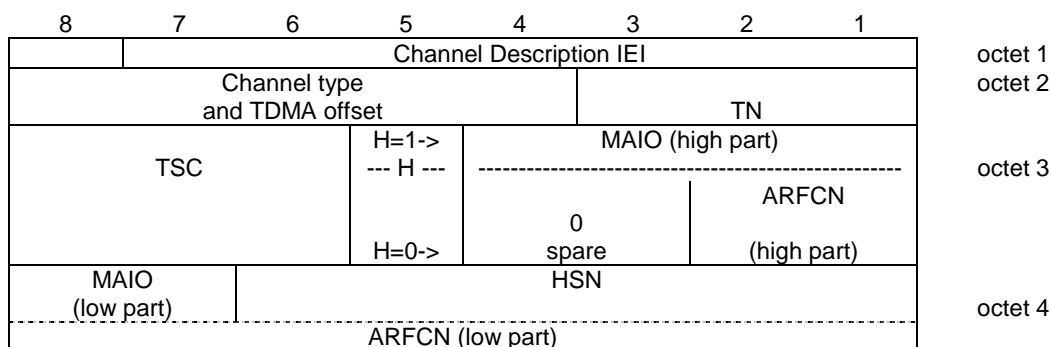 8 7 6 5 4 3 2 1
Channel Description IEI octet 1
Channel type octet 2
and TDMA offset TN
H=1-> MAIO (high part)
TSC --- H --- ---------------------------------------------------- octet 3
ARFCN
0
H=0-> spare (high part)
MAIO HSN
(low part) octet 4
ARFCN (low part)